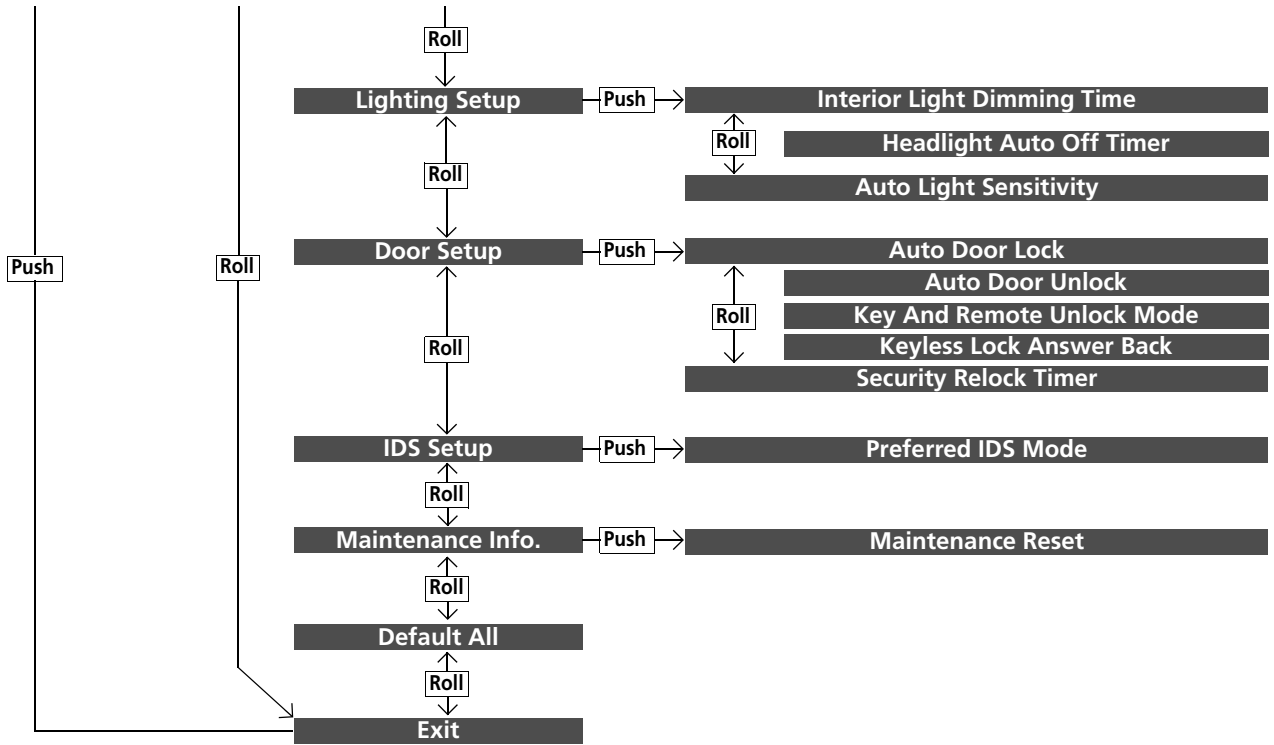 Roll
Lighting Setup Push Interior Light Dimming Time
Roll Headlight Auto Off Timer
Roll
Auto Light Sensitivity
Door Setup Push Auto Door Lock
Push Roll
Auto Door Unlock
Roll Key And Remote Unlock Mode
Roll Keyless Lock Answer Back
Security Relock Timer
IDS Setup Push Preferred IDS Mode
Roll
Maintenance Info. Push Maintenance Reset
Roll
Default All
Roll
Exit